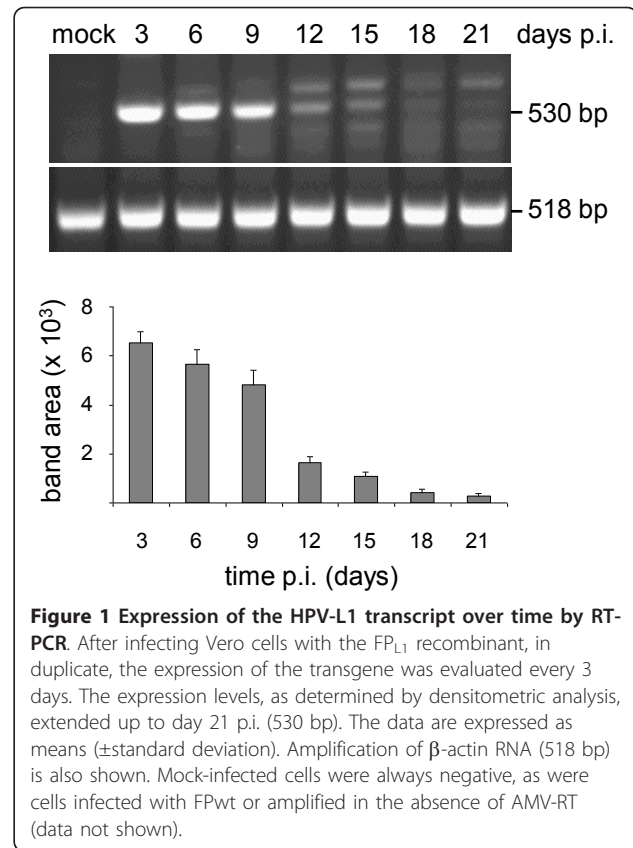 mock 3 6 9 12 15 18 21 days p.i.
530 bp
518 bp
band area (x 10³)
8
6
4
2
3 6 9 12 15 18 21
time p.i. (days)
Figure 1 Expression of the HPV-L1 transcript over time by RT-
PCR. After infecting Vero cells with the FPL1 recombinant, in
duplicate, the expression of the transgene was evaluated every 3
days. The expression levels, as determined by densitometric analysis,
extended up to day 21 p.i. (530 bp). The data are expressed as
means (±standard deviation). Amplification of β-actin RNA (518 bp)
is also shown. Mock-infected cells were always negative, as were
cells infected with FPwt or amplified in the absence of AMV-RT
(data not shown).